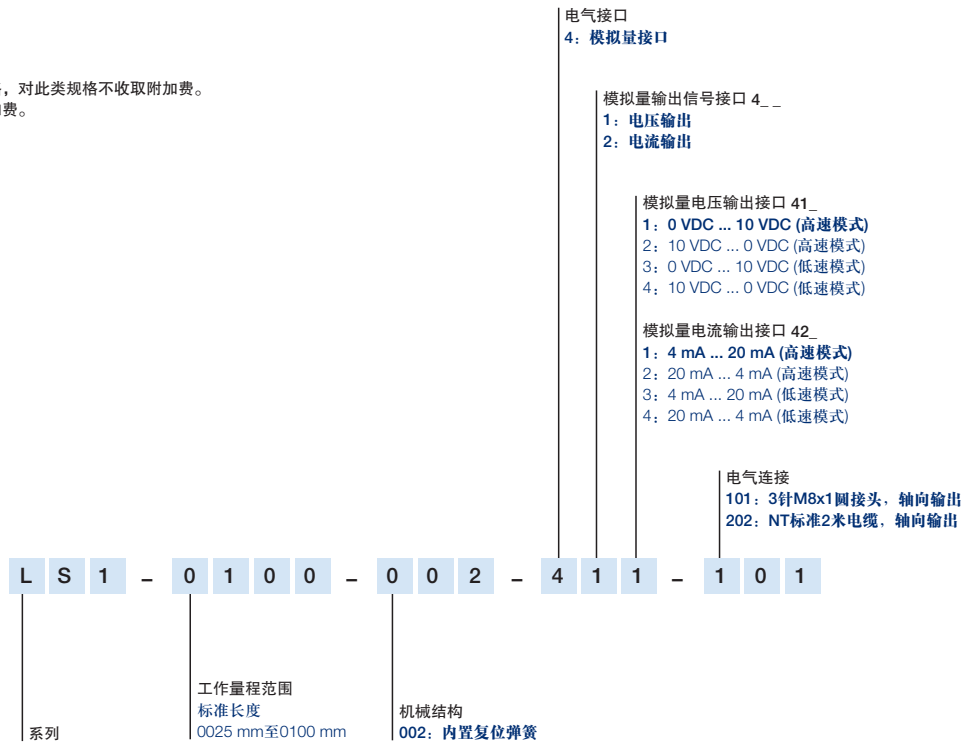 电气接口
4：模拟量接口
，对此类规格不收取附加费。
费。
模拟量输出信号接口 4_ _
1：电压输出
2：电流输出
模拟量电压输出接口 41_
1：0 VDC ... 10 VDC (高速模式)
2：10 VDC ... 0 VDC (高速模式)
3：0 VDC ... 10 VDC (低速模式)
4：10 VDC ... 0 VDC (低速模式)
模拟量电流输出接口 42_
1：4 mA ... 20 mA (高速模式)
2：20 mA ... 4 mA (高速模式)
3：4 mA ... 20 mA (低速模式)
4：20 mA ... 4 mA (低速模式)
电气连接
101：3针M8x1圆接头，轴向输出
202：NT标准2米电缆，轴向输出
L S 1 – 0 1 0 0 – 0 0 2 – 4 1 1 – 1 0 1
工作量程范围
标准长度
0025 mm至0100 mm
机械结构
002：内置复位弹簧
系列